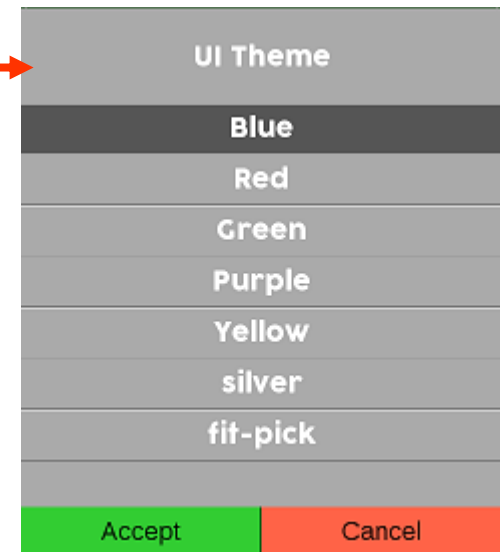 UI Theme
Blue
Red
Green
Purple
Yellow
silver
fit-pick
Accept Cancel